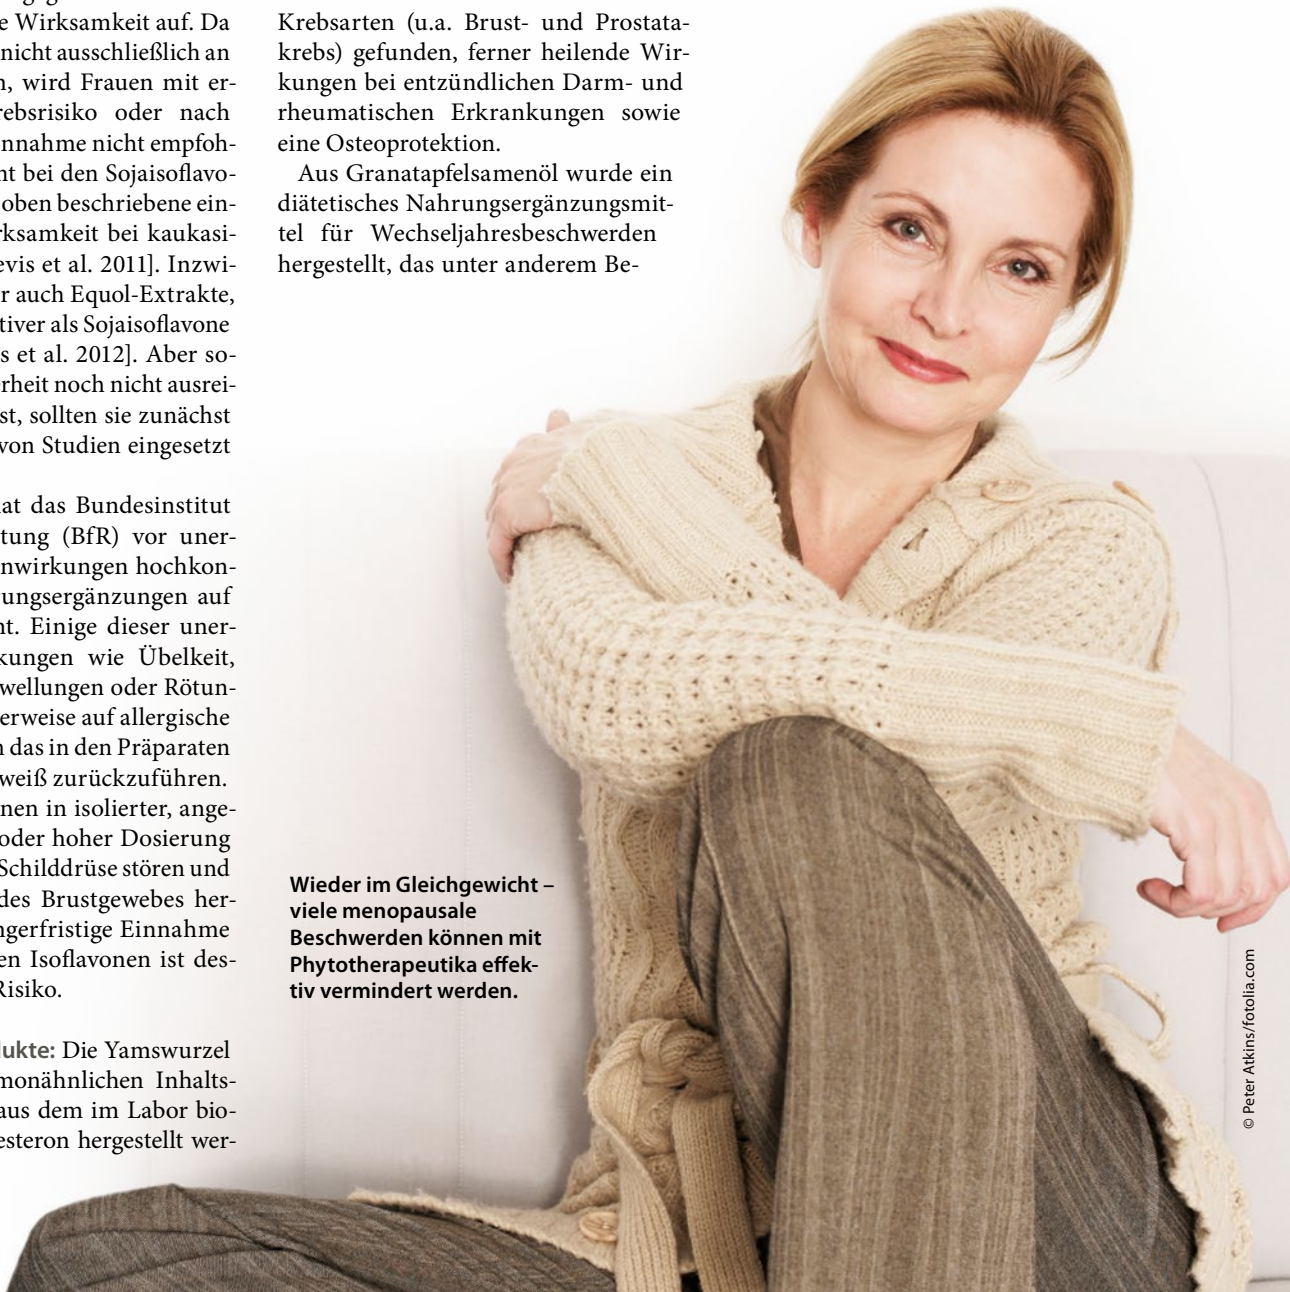 e Wirksamkeit auf. Da
nicht ausschließlich an
n, wird Frauen mit er-
rebsrisiko oder nach
nnahme nicht empfoh-
nt bei den Sojaisoflavo-
oben beschriebene ein-
rksamkeit bei kaukasi-
evis et al. 2011]. Inzwi-
r auch Equol-Extrakte,
tiver als Sojaisoflavone
s et al. 2012]. Aber so-
rheit noch nicht ausrei-
st, sollten sie zunächst
von Studien eingesetzt
at das Bundesinstitut
tung (BfR) vor uner-
nwirkungen hochkon-
ungsergänzungen auf
nt. Einige dieser uner-
kungen wie Übelkeit,
wellungen oder Rötun-
erweise auf allergische
n das in den Präparaten
weiß zurückzuführen.
nen in isolierter, ange-
oder hoher Dosierung
Schilddrüse stören und
des Brustgewebes her-
ngerfristige Einnahme
en Isoflavonen ist des-
Risiko.
lukte: Die Yamswurzel
monähnlichen Inhalts-
aus dem im Labor bio-
esteron hergestellt wer-
Krebsarten (u.a. Brust- und Prostata-
krebs) gefunden, ferner heilende Wir-
kungen bei entzündlichen Darm- und
rheumatischen Erkrankungen sowie
eine Osteoprotektion.
Aus Granatapfelsamenöl wurde ein
diätetisches Nahrungsergänzungsmit-
tel für Wechseljahresbeschwerden
hergestellt, das unter anderem Be-
Wieder im Gleichgewicht –
viele menopausale
Beschwerden können mit
Phytotherapeutika effek-
tiv vermindert werden.
© Peter Atkins/fotolia.com